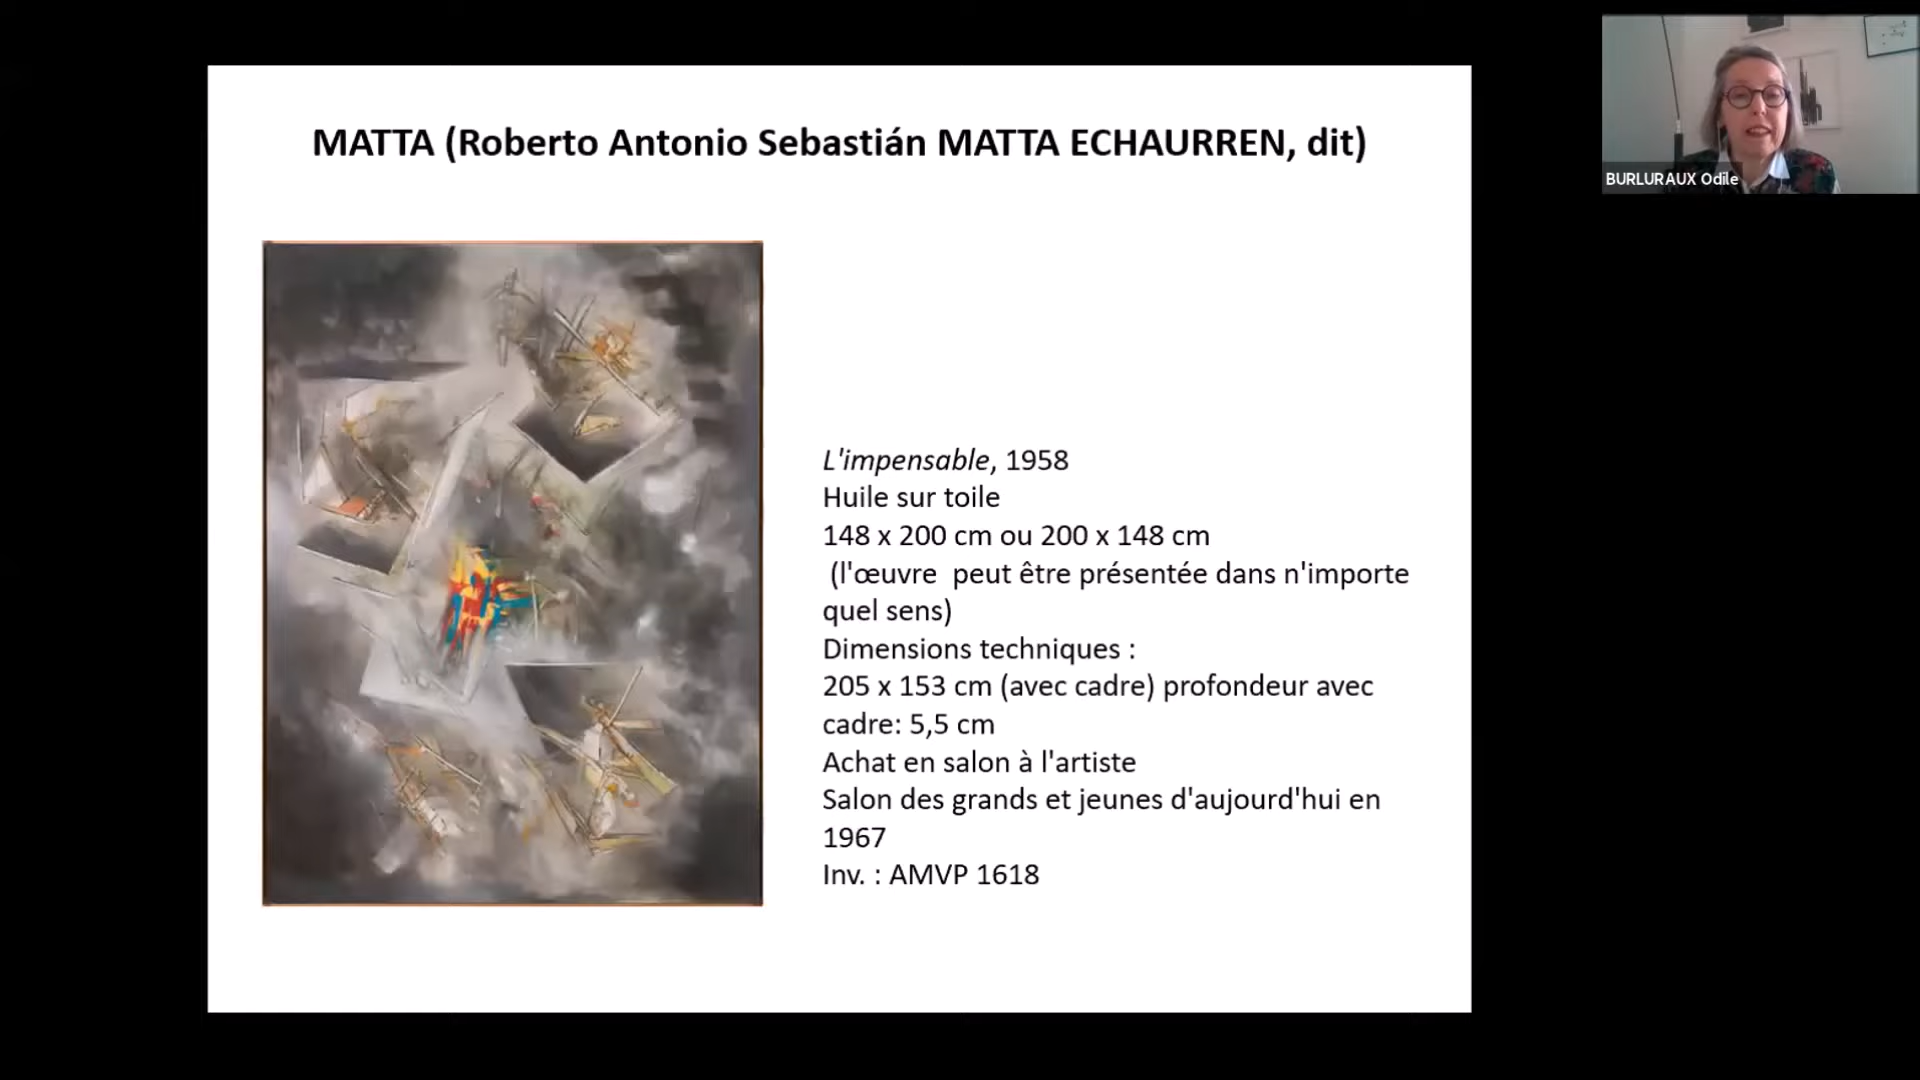 MATTA (Roberto Antonio Sebastián MATTA ECHAURREN, dit)
BURLURAUX Odile
L'impensable, 1958
Huile sur toile
148 x 200 cm ou 200 x 148 cm
(l'œuvre peut être présentée dans n'importe
quel sens)
Dimensions techniques :
205 x 153 cm (avec cadre) profondeur avec
cadre: 5,5 cm
Achat en salon à l'artiste
Salon des grands et jeunes d'aujourd'hui en
1967
Inv. : AMVP 1618